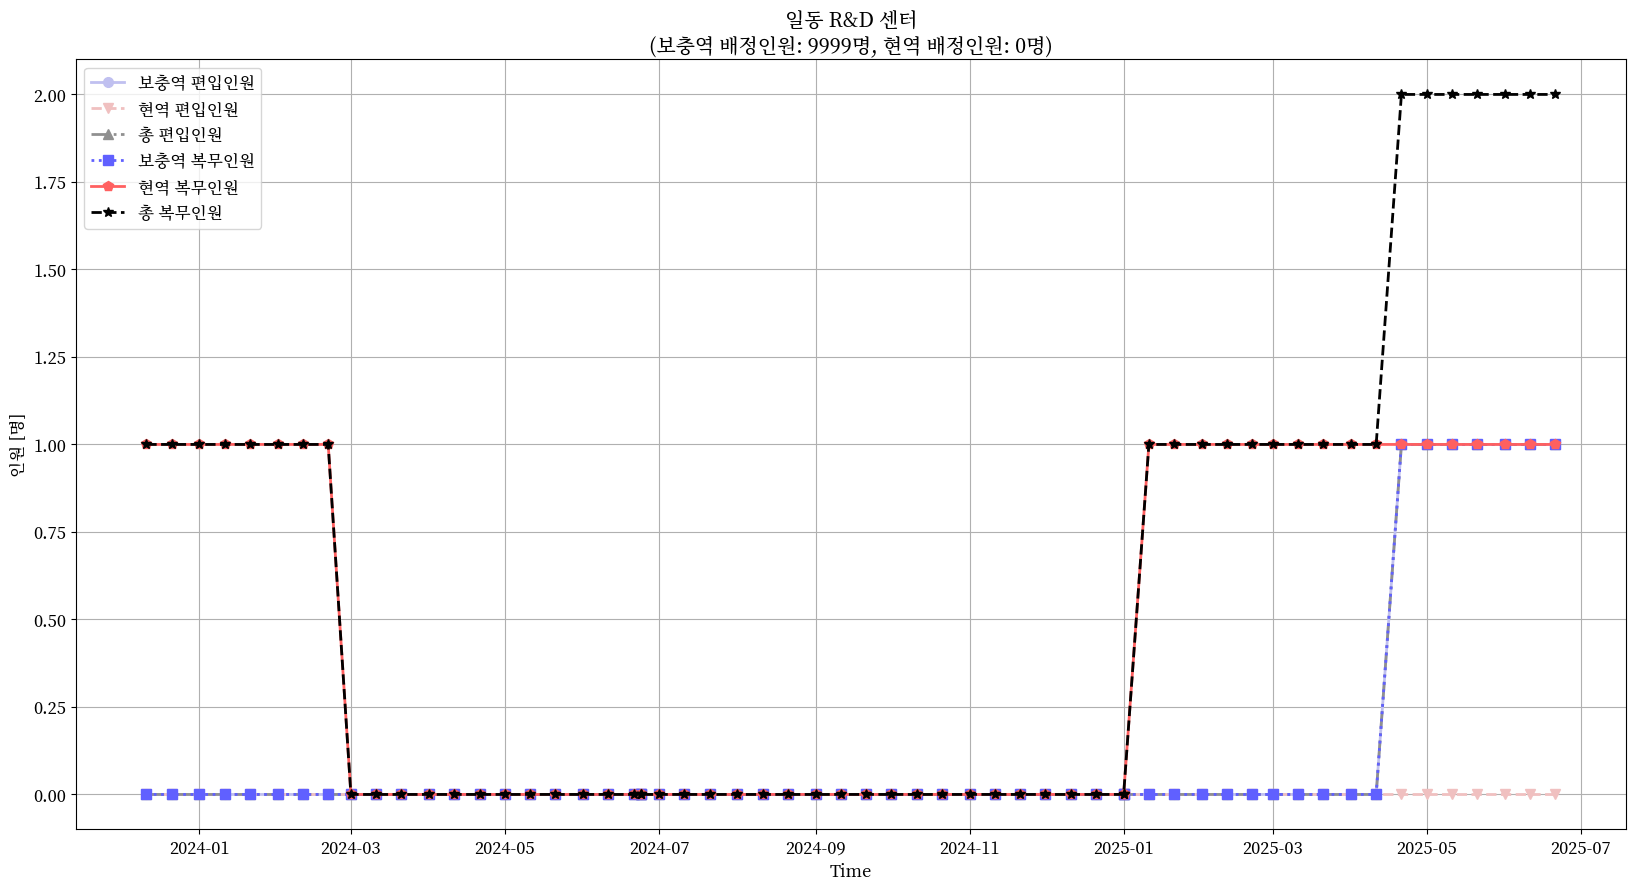 일동 R&D 센터
(보충역 배정인원: 9999명, 현역 배정인원: 0명)
보충역 편입인원
현역 편입인원
총 편입인원
보충역 복무인원
현역 복무인원
총 복무인원
2.00
1.75
1.50
1.25
1.00
0.75
0.50
0.25
0.00
인원 [명]
2024-01
2024-03
2024-05
2024-07
2024-09
2024-11
2025-01
2025-03
2025-05
2025-07
Time